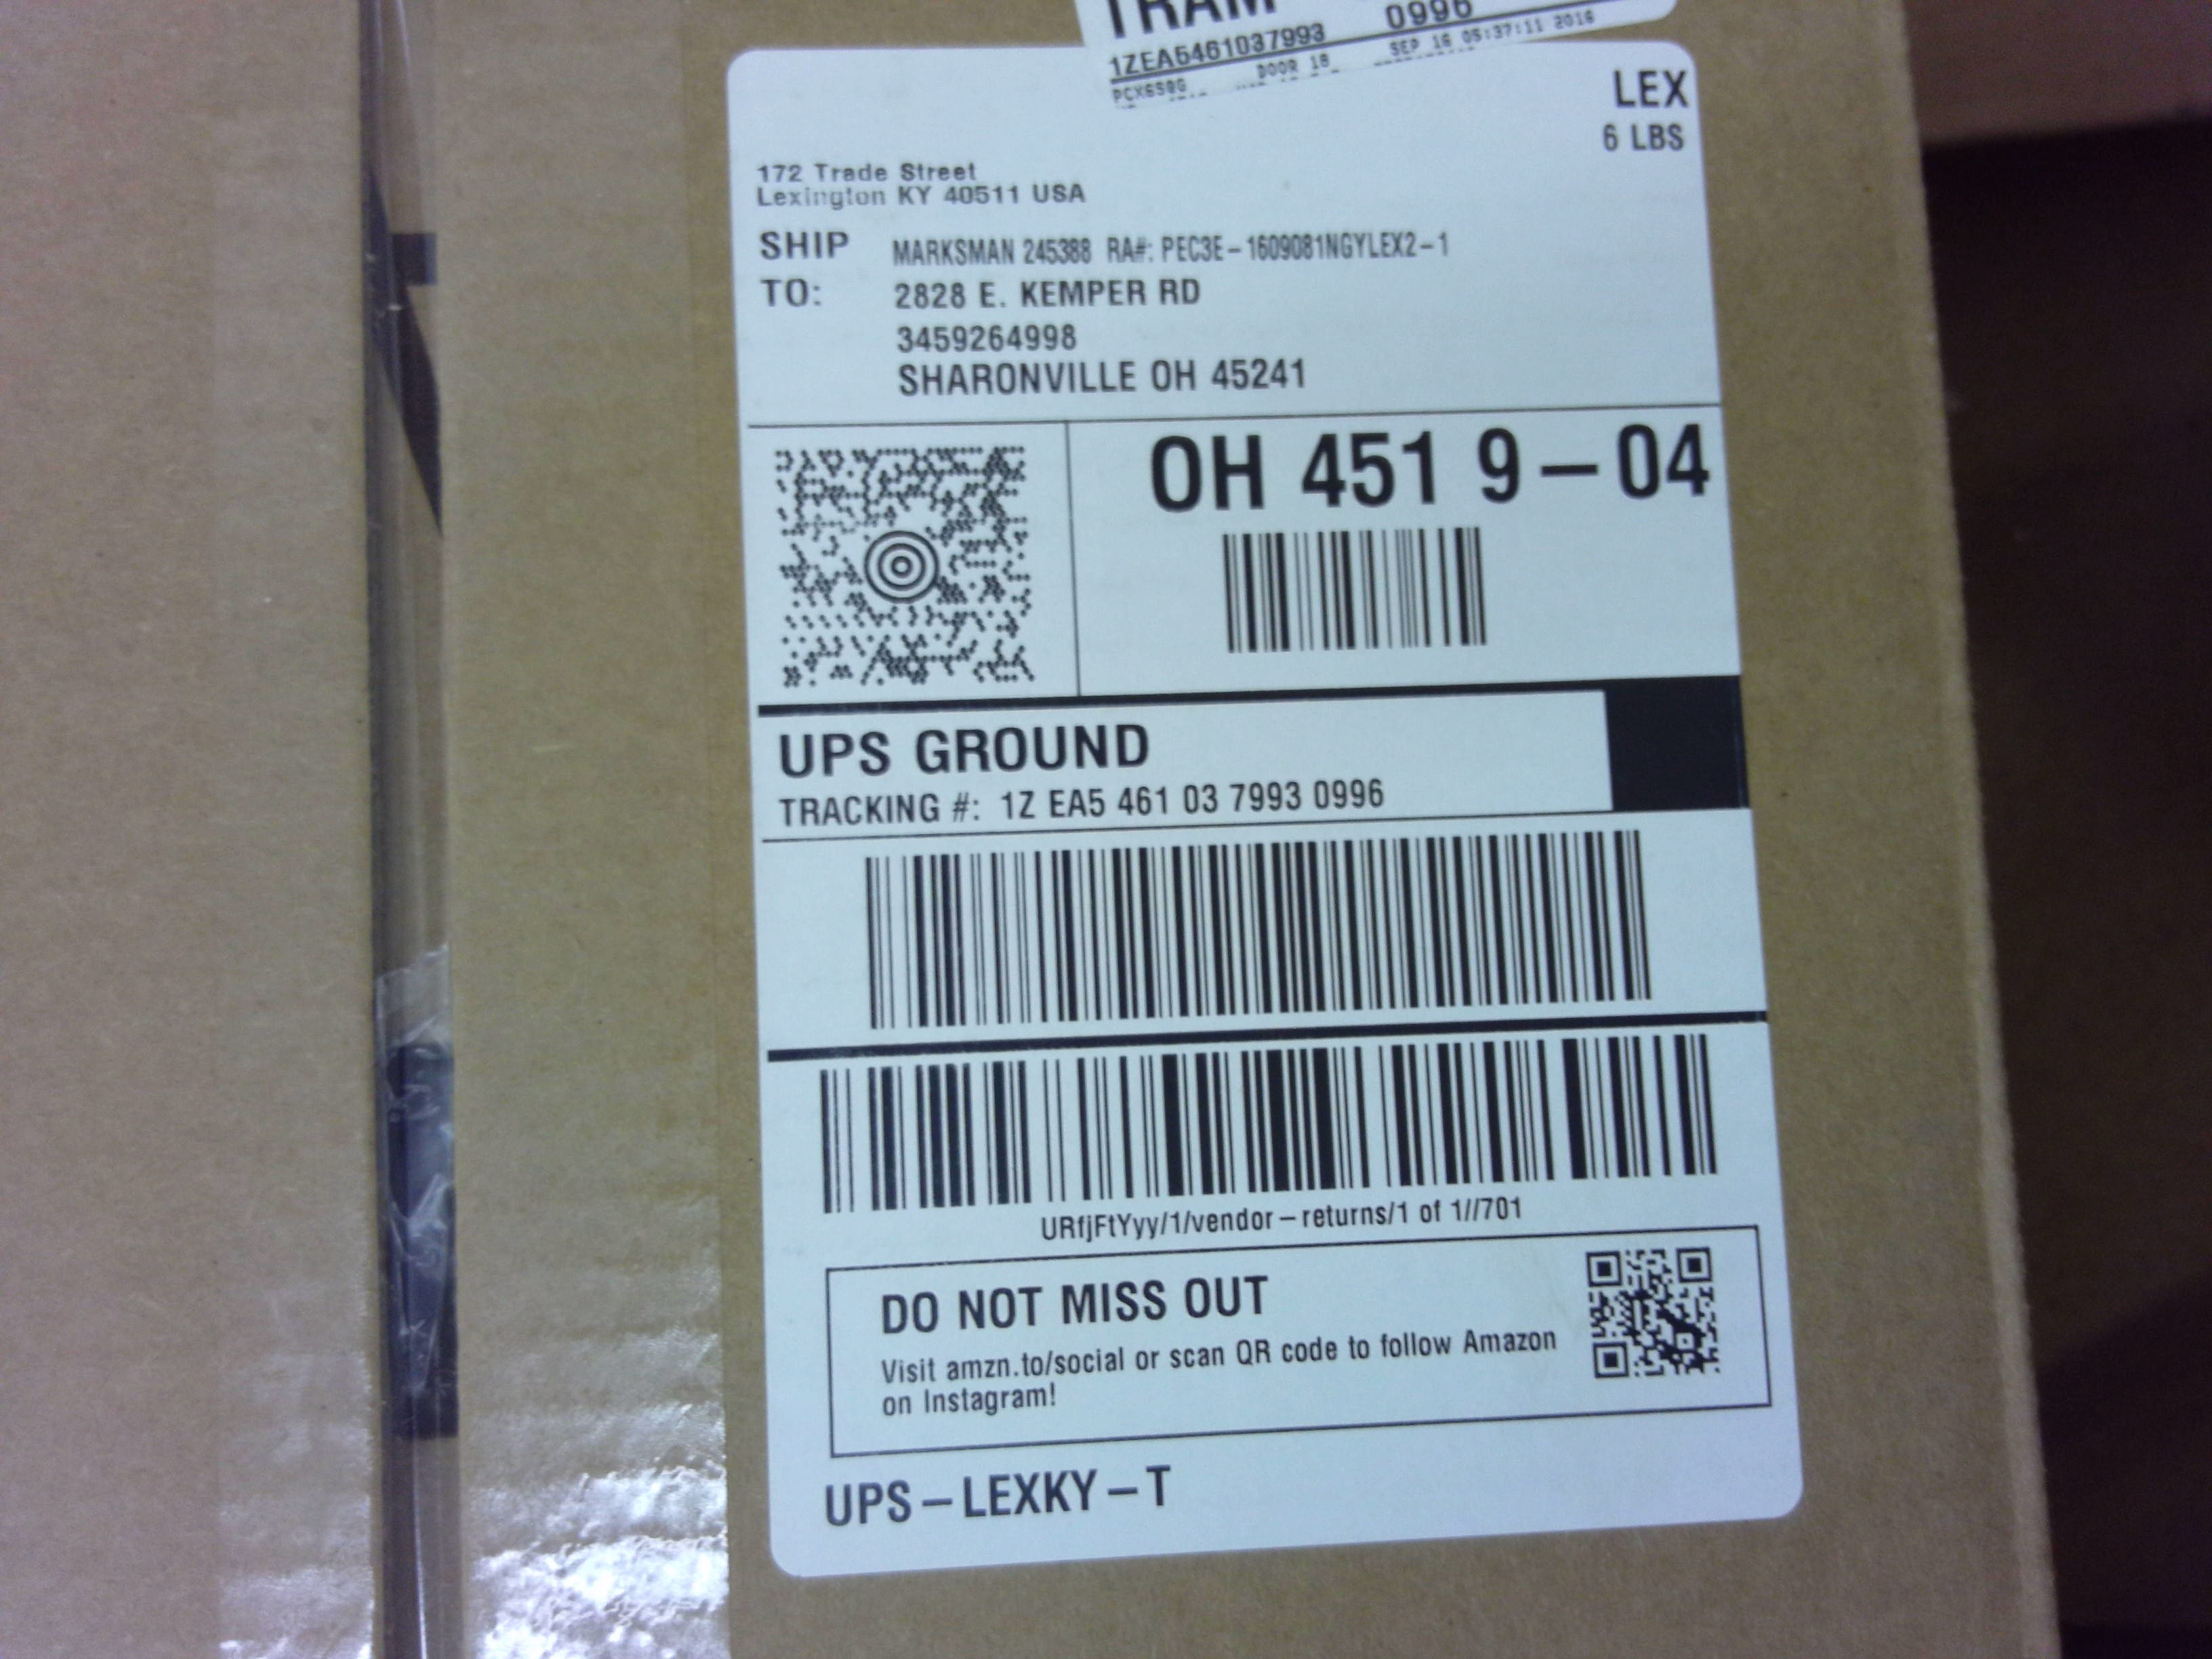 TRAM
0996
1ZEA5461037993
SEP 16 05:37:11 2016
PCX650G DOOR 18
LEX
6 LBS
172 Trade Street
Lexington KY 40511 USA
SHIP TO:
MARKSMAN 245388 RA#: PEC3E-1609081NGYLEX2-1
2828 E. KEMPER RD
3459264998
SHARONVILLE OH 45241
OH 451 9-04
UPS GROUND
TRACKING #: 1Z EA5 461 03 7993 0996
URfjFtYyy/1/vendor-returns/1 of 1//701
DO NOT MISS OUT
Visit amzn.to/social or scan QR code to follow Amazon
on Instagram!
UPS-LEXKY-T